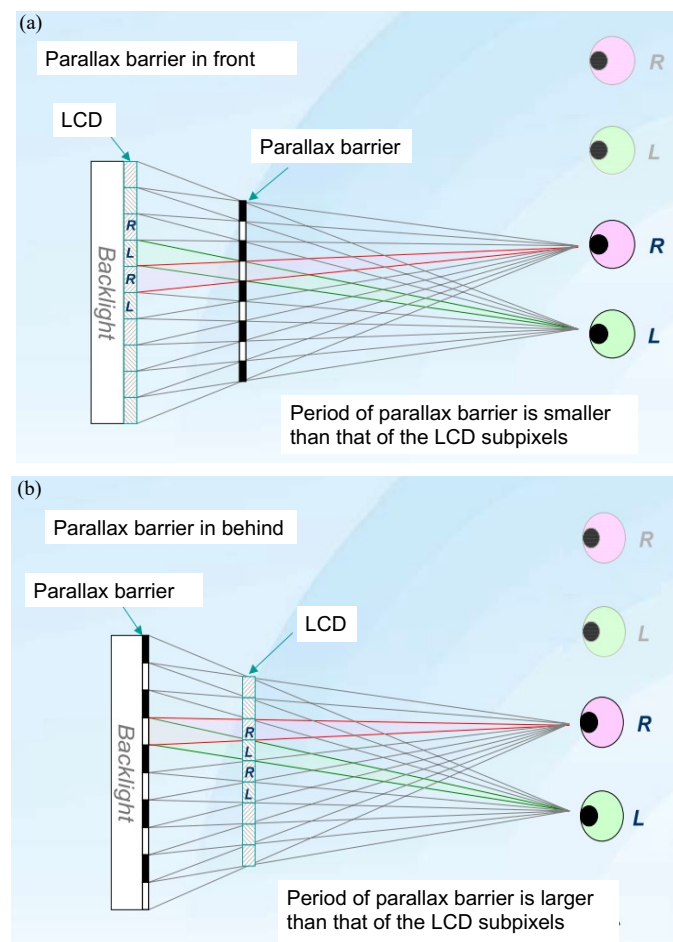 (a)
Parallax barrier in front
R
LCD
L
Parallax barrier
R
R
L
R
L
Backlight
L
Period of parallax barrier is smaller
than that of the LCD subpixels
(b)
Parallax barrier in behind
R
Parallax barrier
LCD
L
R
R
L
R
L
Backlight
L
Period of parallax barrier is larger
than that of the LCD subpixels